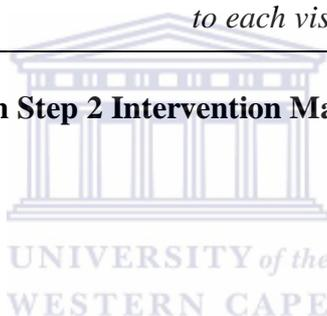 to each vis
n Step 2 Intervention Ma
UNIVERSITY of the
WESTERN CAPE